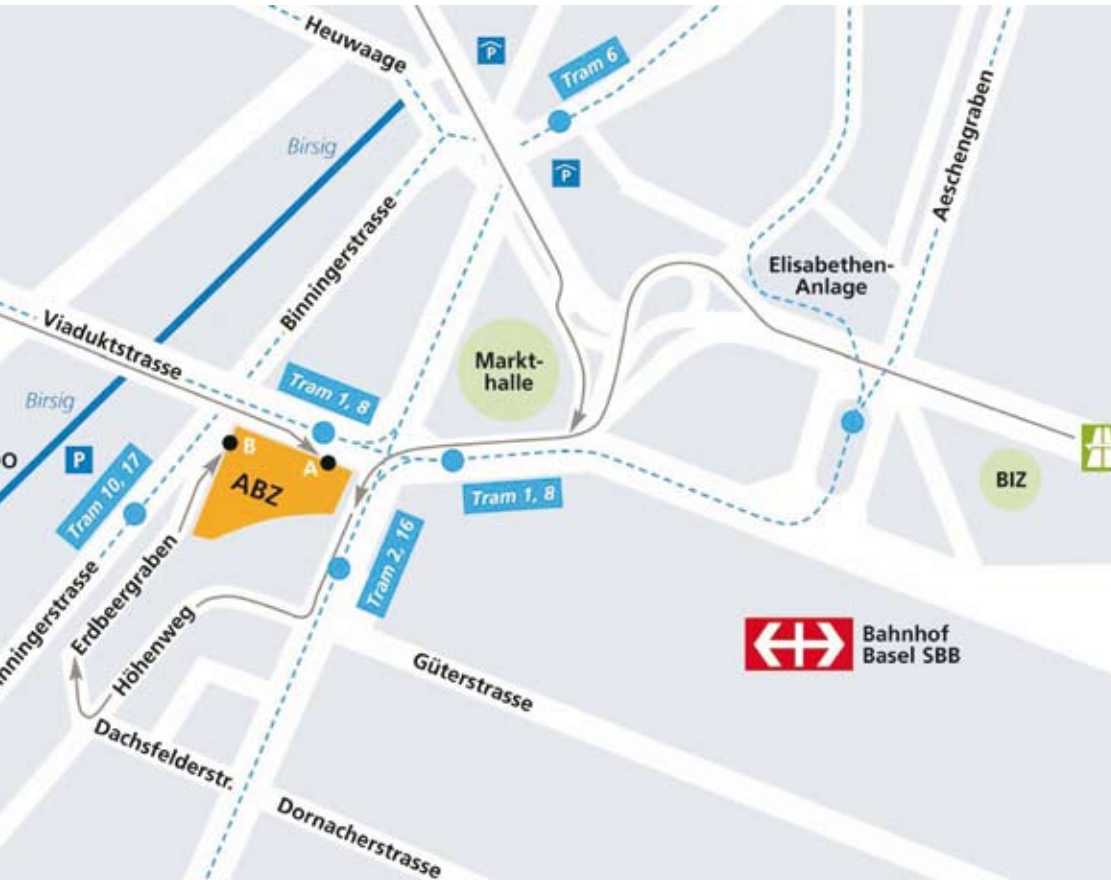 Heuwaage
P
Tram 6
Birsig
P
Aeschengraben
Binningerstrasse
Elisabethen-
Anlage
Viaduktstrasse
Markt-
halle
Tram 1, 8
Birsig
B
A
P
ABZ
Tram 10, 17
Tram 1, 8
BIZ
Tram 2, 16
Erdbeergraben
nningerstrasse
Höhenweg
Bahnhof
Basel SBB
Güterstrasse
Dachsfelderstr.
Dornacherstrasse